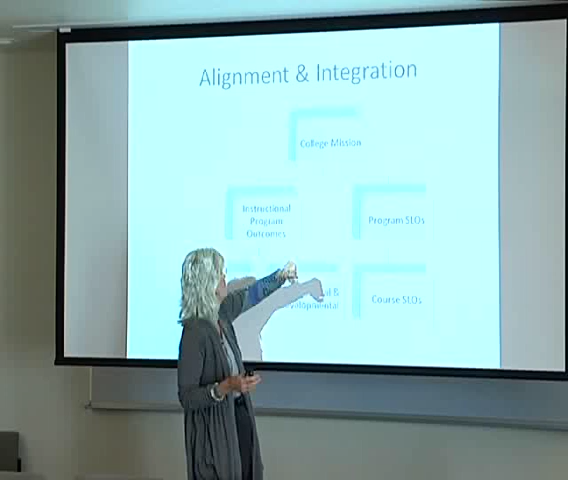 Alignment & Integration
College Mission
Instructional
Program
Outcomes
Program SLOs
&
Course SLOs